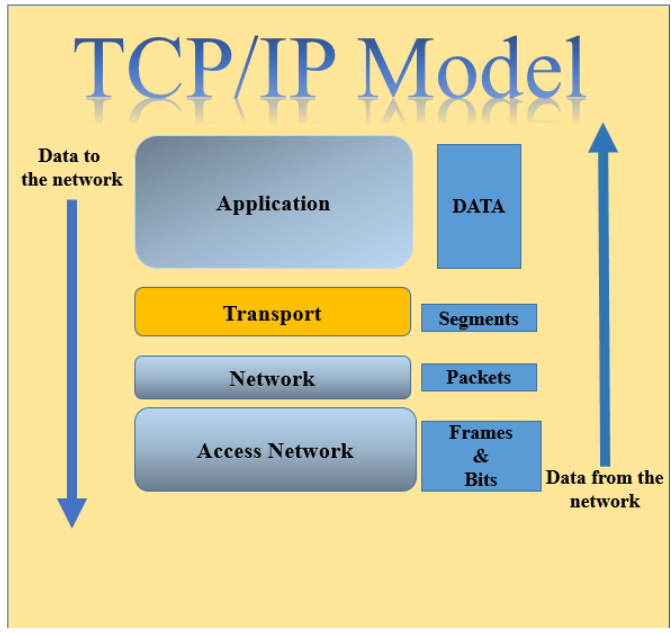 TCP/IP Model
Data to
the network
Application
DATA
Transport
Segments
Network
Packets
Access Network
Frames
&
Bits
Data from the
network